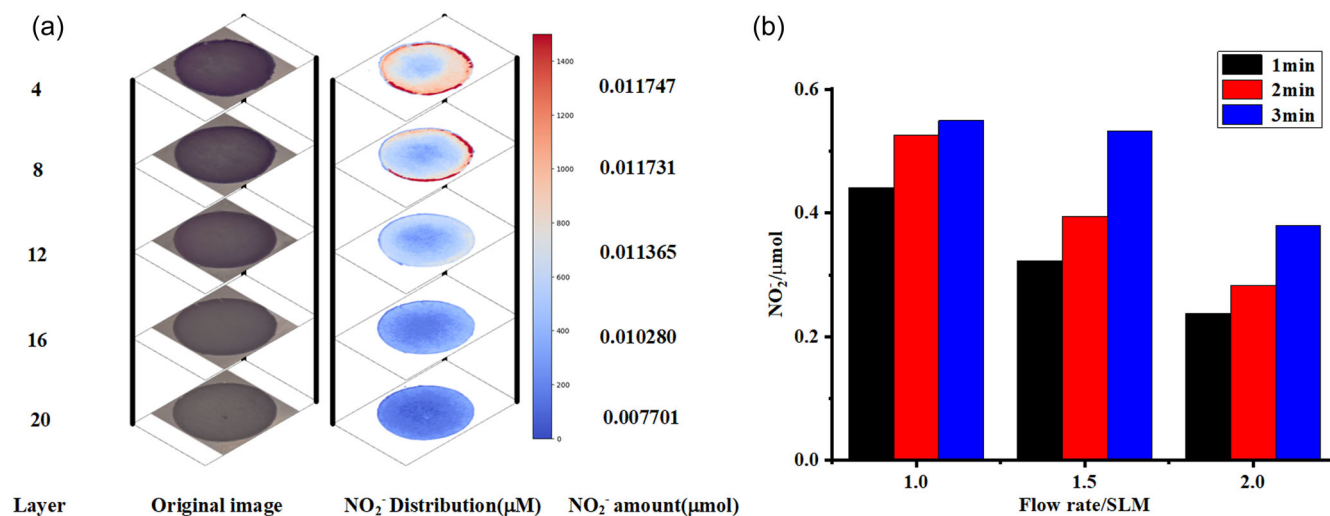 (a)
4
8
12
16
20
1400
1200
1000
800
600
400
200
0
0.011747
0.011731
0.011365
0.010280
0.007701
Layer
Original image
NO₂⁻ Distribution(μM)
NO₂⁻ amount(μmol)
(b)
1min
2min
3min
NO₂⁻/μmol
0.6
0.4
0.2
0.0
1.0
1.5
2.0
Flow rate/SLM